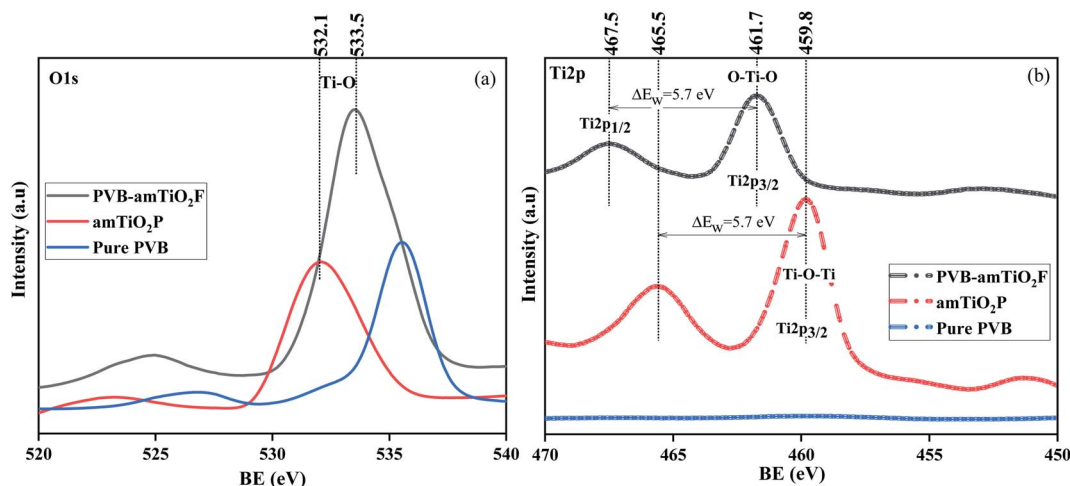 532.1
533.5
O1s
(a)
Ti-O
PVB-amTiO₂F
amTiO₂P
Pure PVB
Intensity (a.u)
520
525
530
535
540
BE (eV)
467.5
465.5
461.7
459.8
Ti2p
(b)
O-Ti-O
ΔE_W=5.7 eV
Ti2p₁/₂
Ti2p₃/₂
ΔE_W=5.7 eV
Ti-O-Ti
Ti2p₃/₂
PVB-amTiO₂F
amTiO₂P
Pure PVB
Intensity (a.u)
470
465
460
455
450
BE (eV)